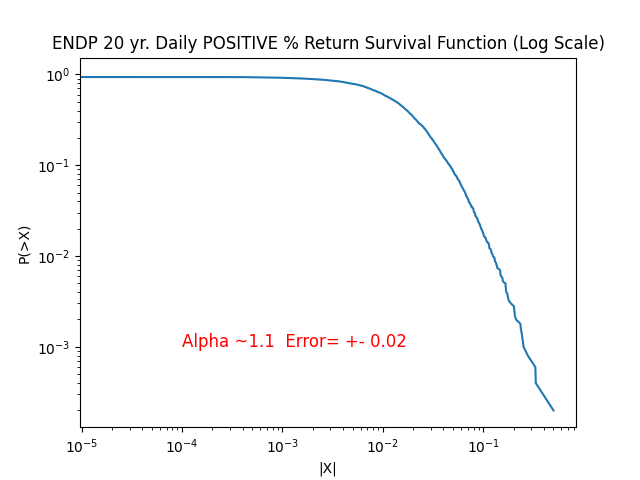 ENDP 20 yr. Daily POSITIVE % Return Survival Function (Log Scale)
10⁰
10⁻¹
10⁻²
10⁻³
P(>X)
Alpha ~1.1  Error= +- 0.02
10⁻⁵ 10⁻⁴ 10⁻³ 10⁻² 10⁻¹
|X|